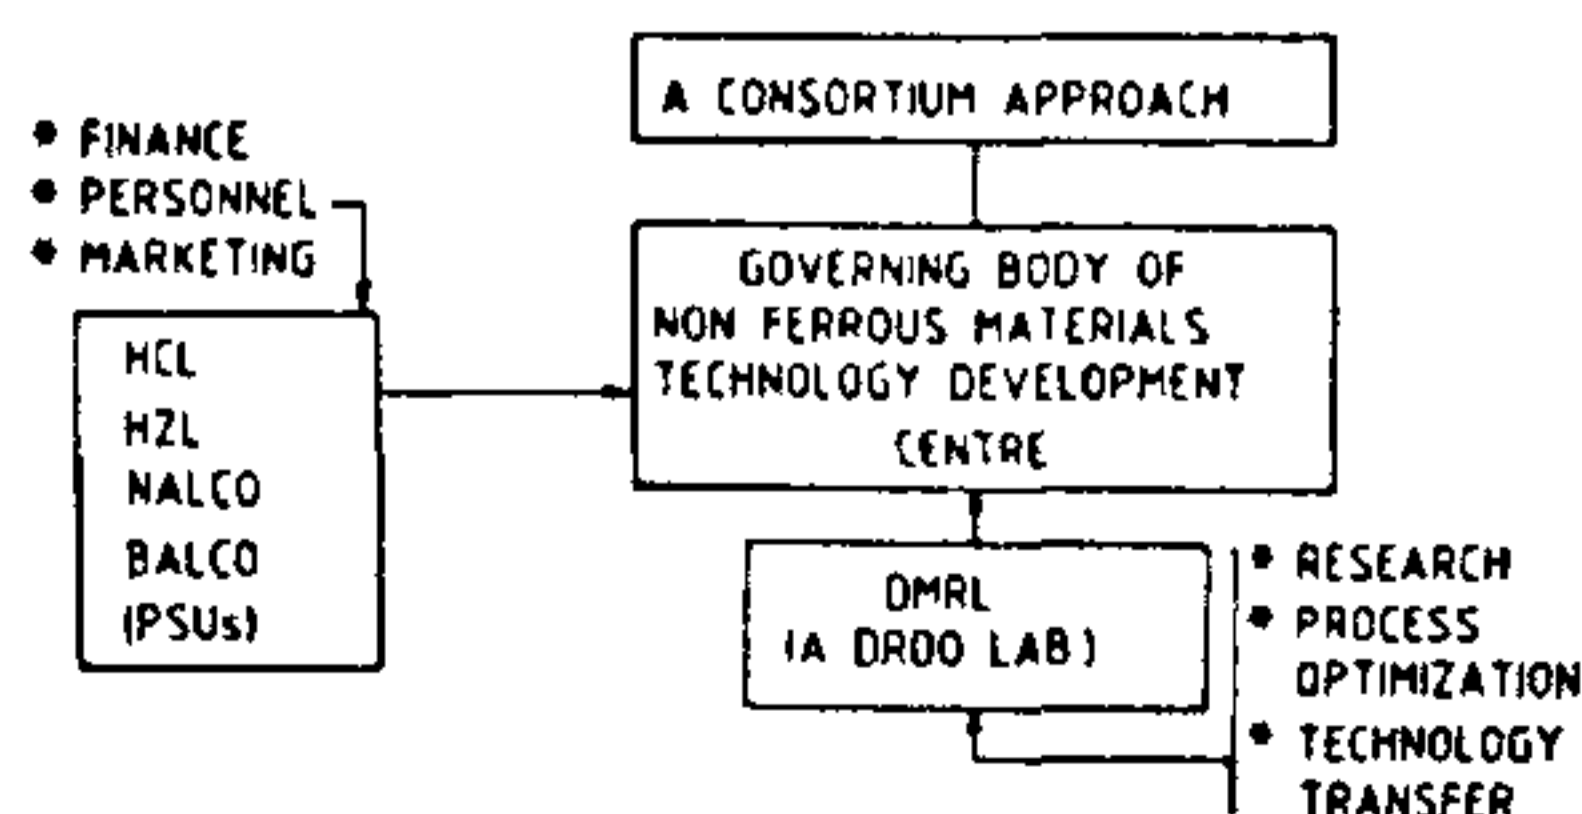 A CONSORTIUM APPROACH
• FINANCE
• PERSONNEL
• MARKETING
GOVERNING BODY OF
NON FERROUS MATERIALS
TECHNOLOGY DEVELOPMENT
CENTRE
HCL
HZL
NALCO
BALCO
(PSUs)
DMRL
(A DRDO LAB)
• RESEARCH
• PROCESS
OPTIMIZATION
• TECHNOLOGY
TRANSFER